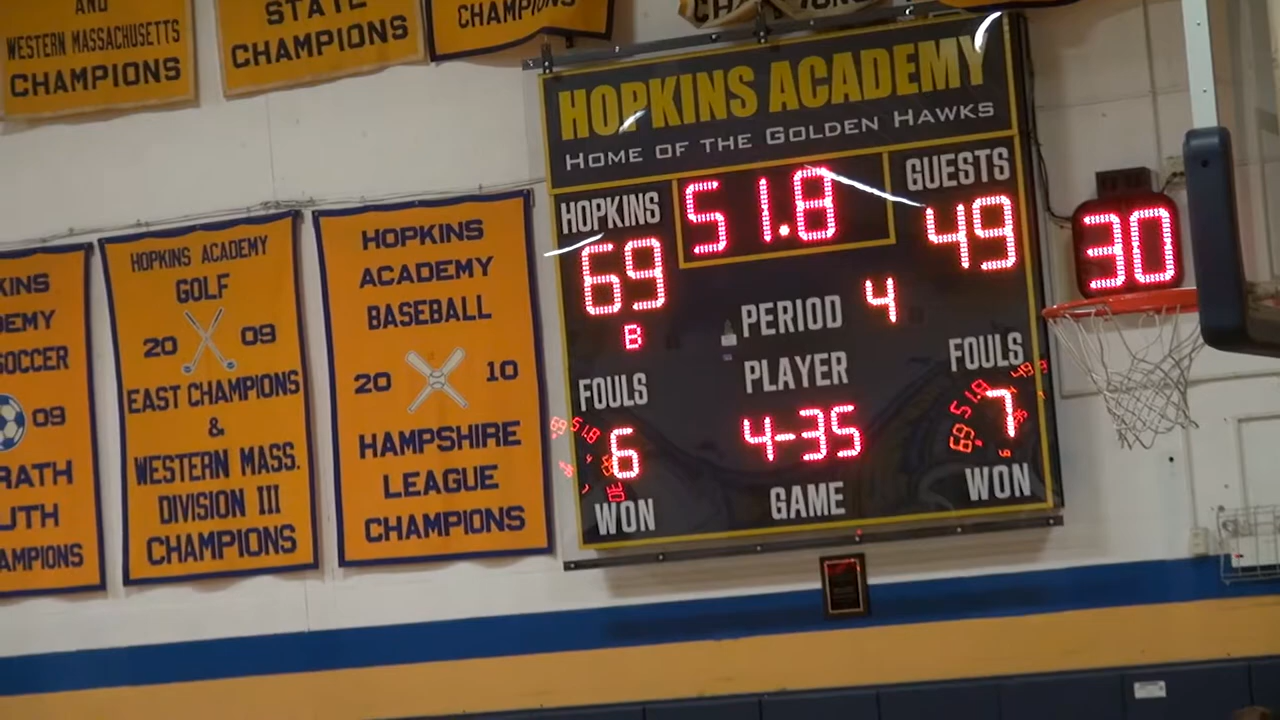 AND
WESTERN MASSACHUSETTS
CHAMPIONS
STATE
CHAMPIONS
CHAMPIONS
CHAMPIONS
KINS
EMY
SOCCER
09
RATH
UTH
AMPIONS
HOPKINS ACADEMY
GOLF
20 09
EAST CHAMPIONS
&
WESTERN MASS.
DIVISION III
CHAMPIONS
HOPKINS
ACADEMY
BASEBALL
20 10
HAMPSHIRE
LEAGUE
CHAMPIONS
HOPKINS ACADEMY
HOME OF THE GOLDEN HAWKS
HOPKINS 51.8 GUESTS
69 49
B PERIOD 4
PLAYER
FOULS FOULS
6 4-35 7
WON GAME WON
30